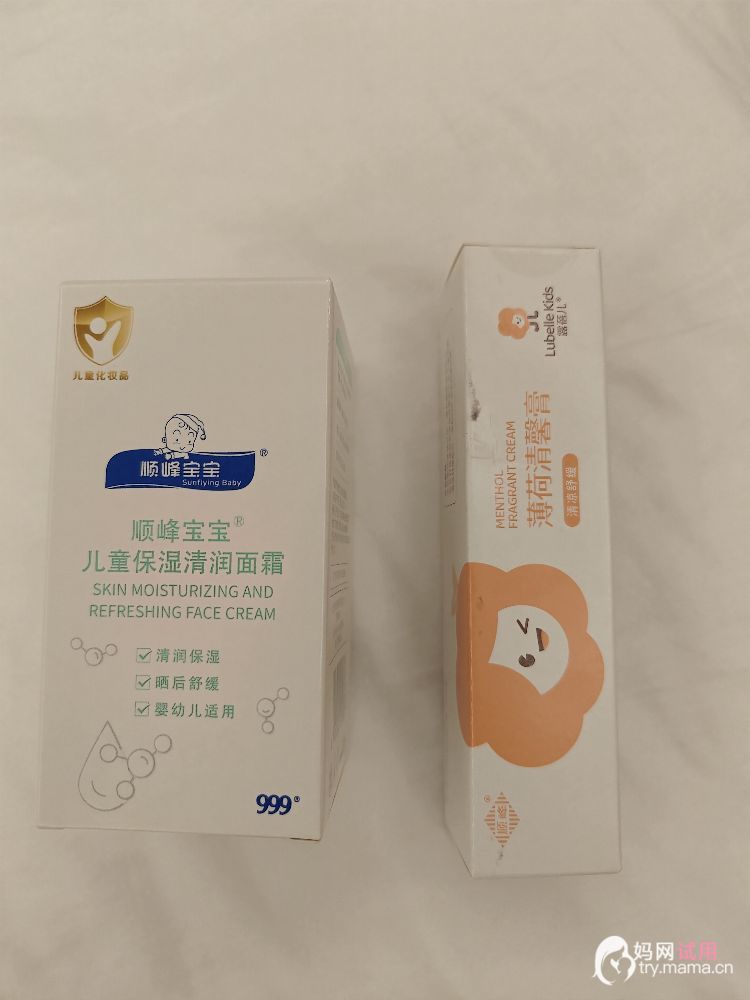 儿童化妆品
顺峰宝宝®
Sunflying Baby
顺峰宝宝®
儿童保湿清润面霜
SKIN MOISTURIZING AND
REFRESHING FACE CREAM
清润保湿
晒后舒缓
婴幼儿适用
999®
Lubelle Kids
露蓓儿®
MENTHOL
FRAGRANT CREAM
薄荷清馨膏
清凉舒缓
顺峰®
妈网试用
try.mama.cn